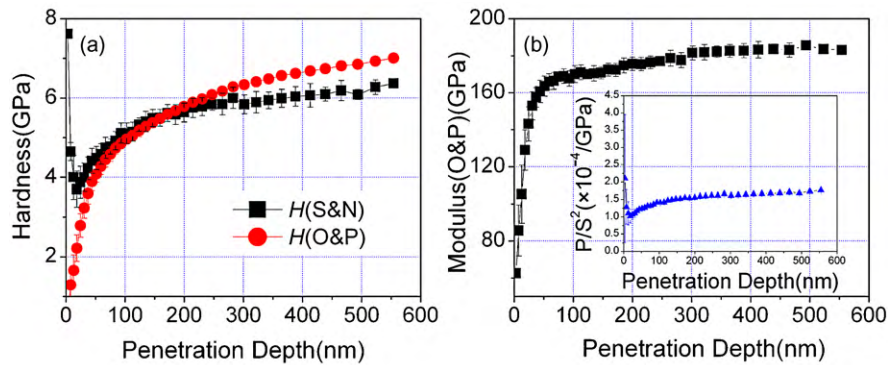 (a)
Hardness(GPa)
8
6
4
2
H(S&N)
H(O&P)
0 100 200 300 400 500 600
Penetration Depth(nm)
(b)
Modulus(O&P)(GPa)
200
160
120
80
P/S²(×10⁻⁴/GPa)
4.5
4.0
3.5
3.0
2.5
2.0
1.5
1.0
0.5
0.0
0 100 200 300 400 500 600
Penetration Depth(nm)
0 100 200 300 400 500 600
Penetration Depth(nm)